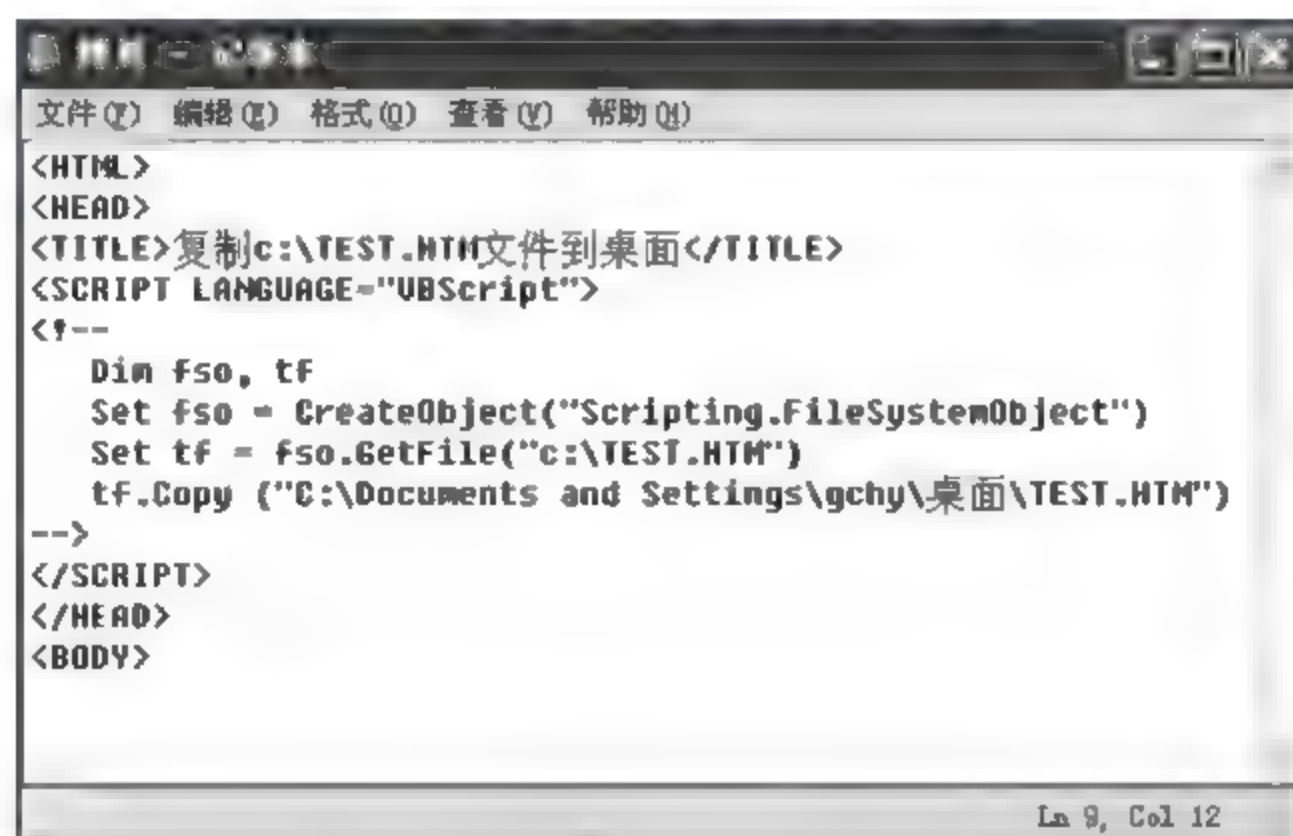 文件(F) 编辑(E) 格式(O) 查看(V) 帮助(H)
<HTML>
<HEAD>
<TITLE>复制c:\TEST.HTM文件到桌面</TITLE>
<SCRIPT LANGUAGE="VBScript">
<!--
Dim fso, tf
Set fso = CreateObject("Scripting.FileSystemObject")
Set tf = fso.GetFile("c:\TEST.HTM")
tf.Copy ("C:\Documents and Settings\gchy\桌面\TEST.HTM")
-->
</SCRIPT>
</HEAD>
<BODY>
Ln 9, Col 12